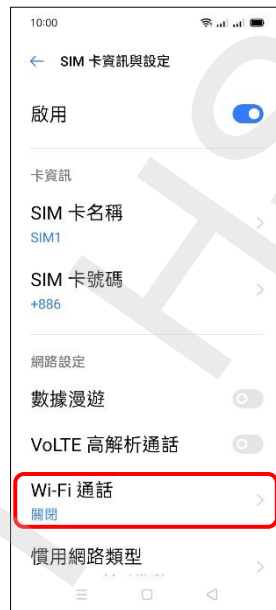 10:00
SIM 卡資訊與設定
啟用
卡資訊
SIM 卡名稱
SIM1
SIM 卡號碼
+886
網路設定
數據漫遊
VoLTE 高解析通話
Wi-Fi 通話
關閉
慣用網路類型